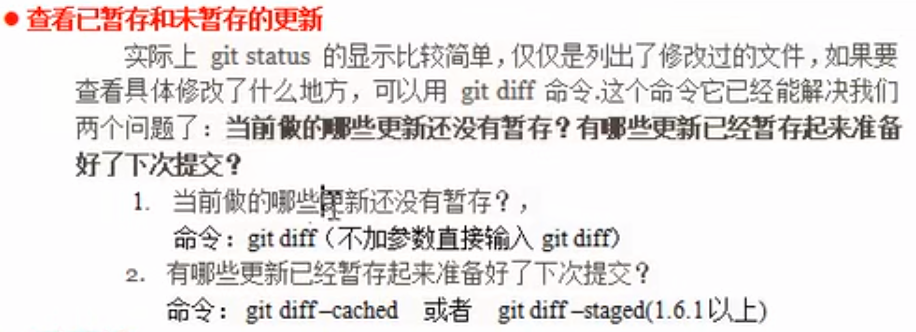 ● 查看已暂存和未暂存的更新
实际上 git status 的显示比较简单,仅仅是列出了修改过的文件,如果要
查看具体修改了什么地方,可以用 git diff 命令.这个命令它已经能解决我们
两个问题了:当前做的哪些更新还没有暂存?有哪些更新已经暂存起来准备
好了下次提交?
1. 当前做的哪些更新还没有暂存?,
命令:git diff(不加参数直接输入 git diff)
2. 有哪些更新已经暂存起来准备好了下次提交?
命令: git diff –cached 或者 git diff –staged(1.6.1以上)